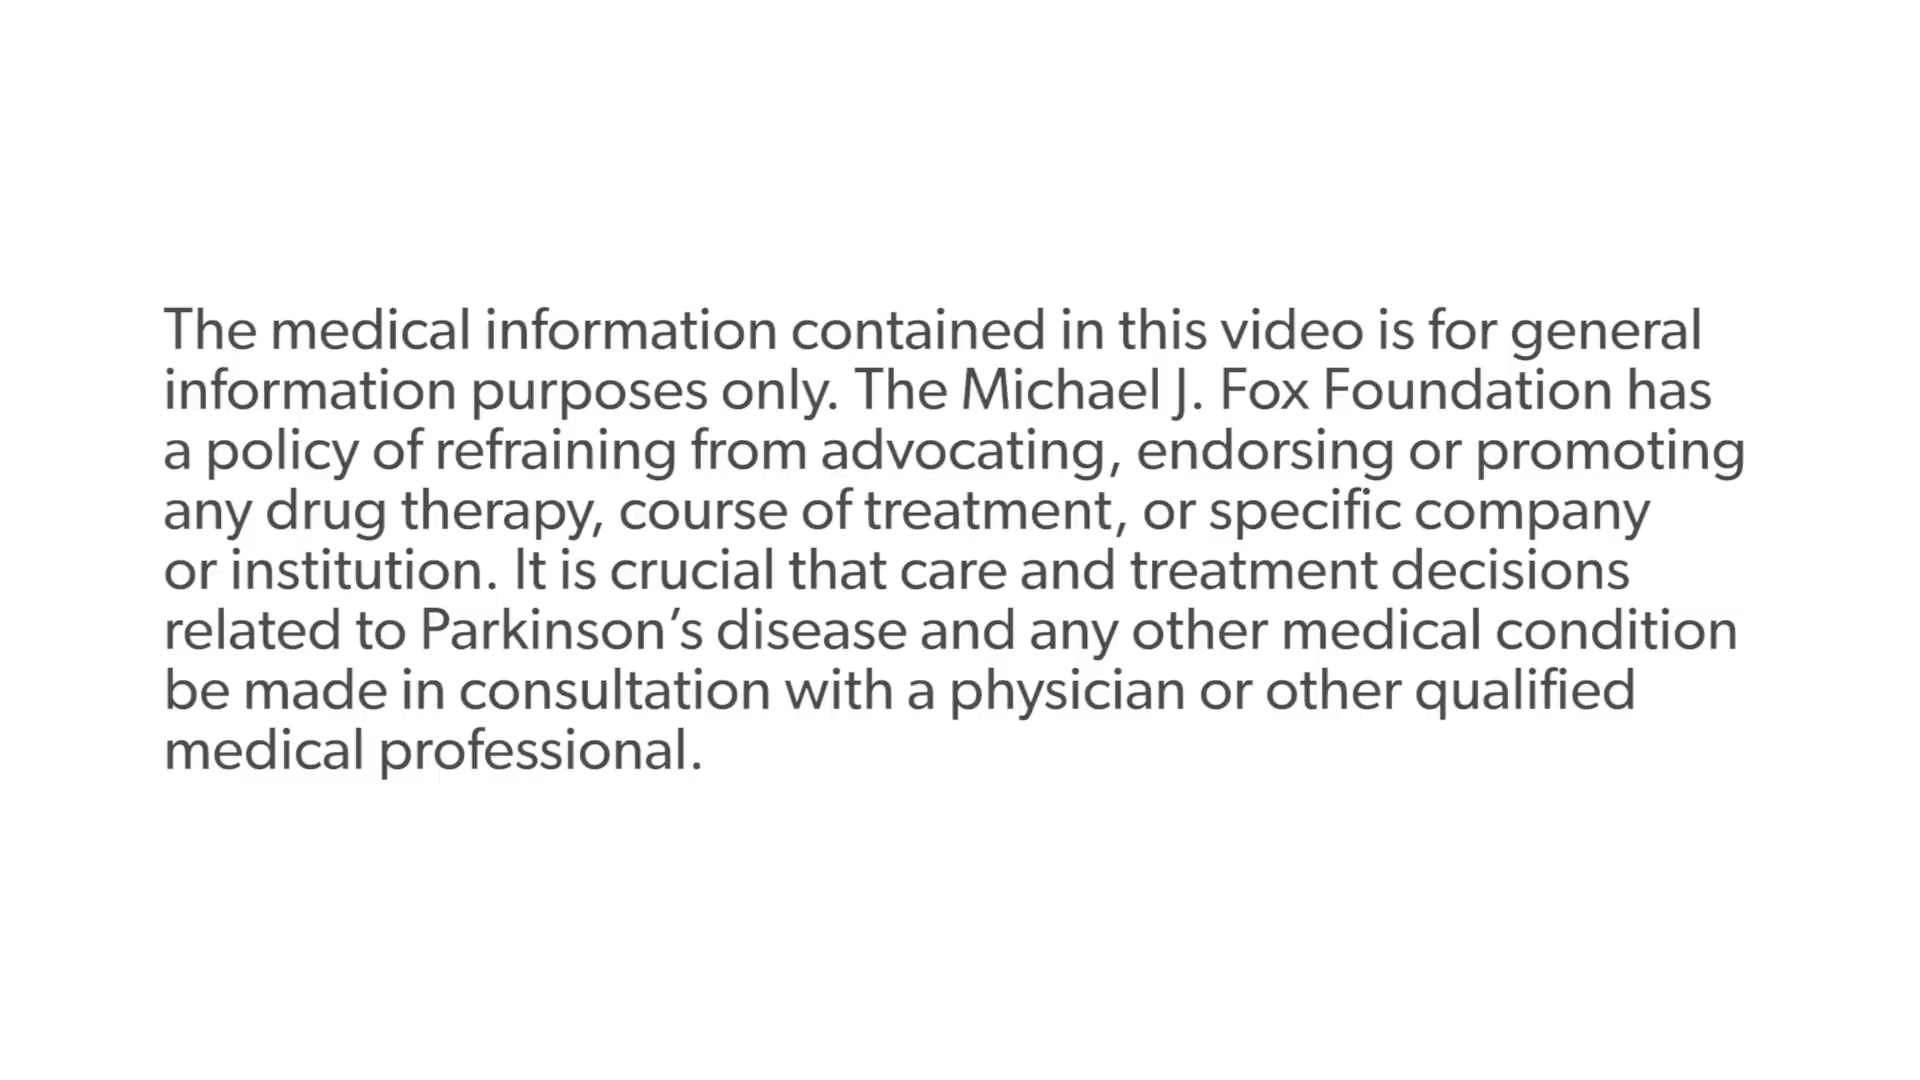 The medical information contained in this video is for general
information purposes only. The Michael J. Fox Foundation has
a policy of refraining from advocating, endorsing or promoting
any drug therapy, course of treatment, or specific company
or institution. It is crucial that care and treatment decisions
related to Parkinson’s disease and any other medical condition
be made in consultation with a physician or other qualified
medical professional.